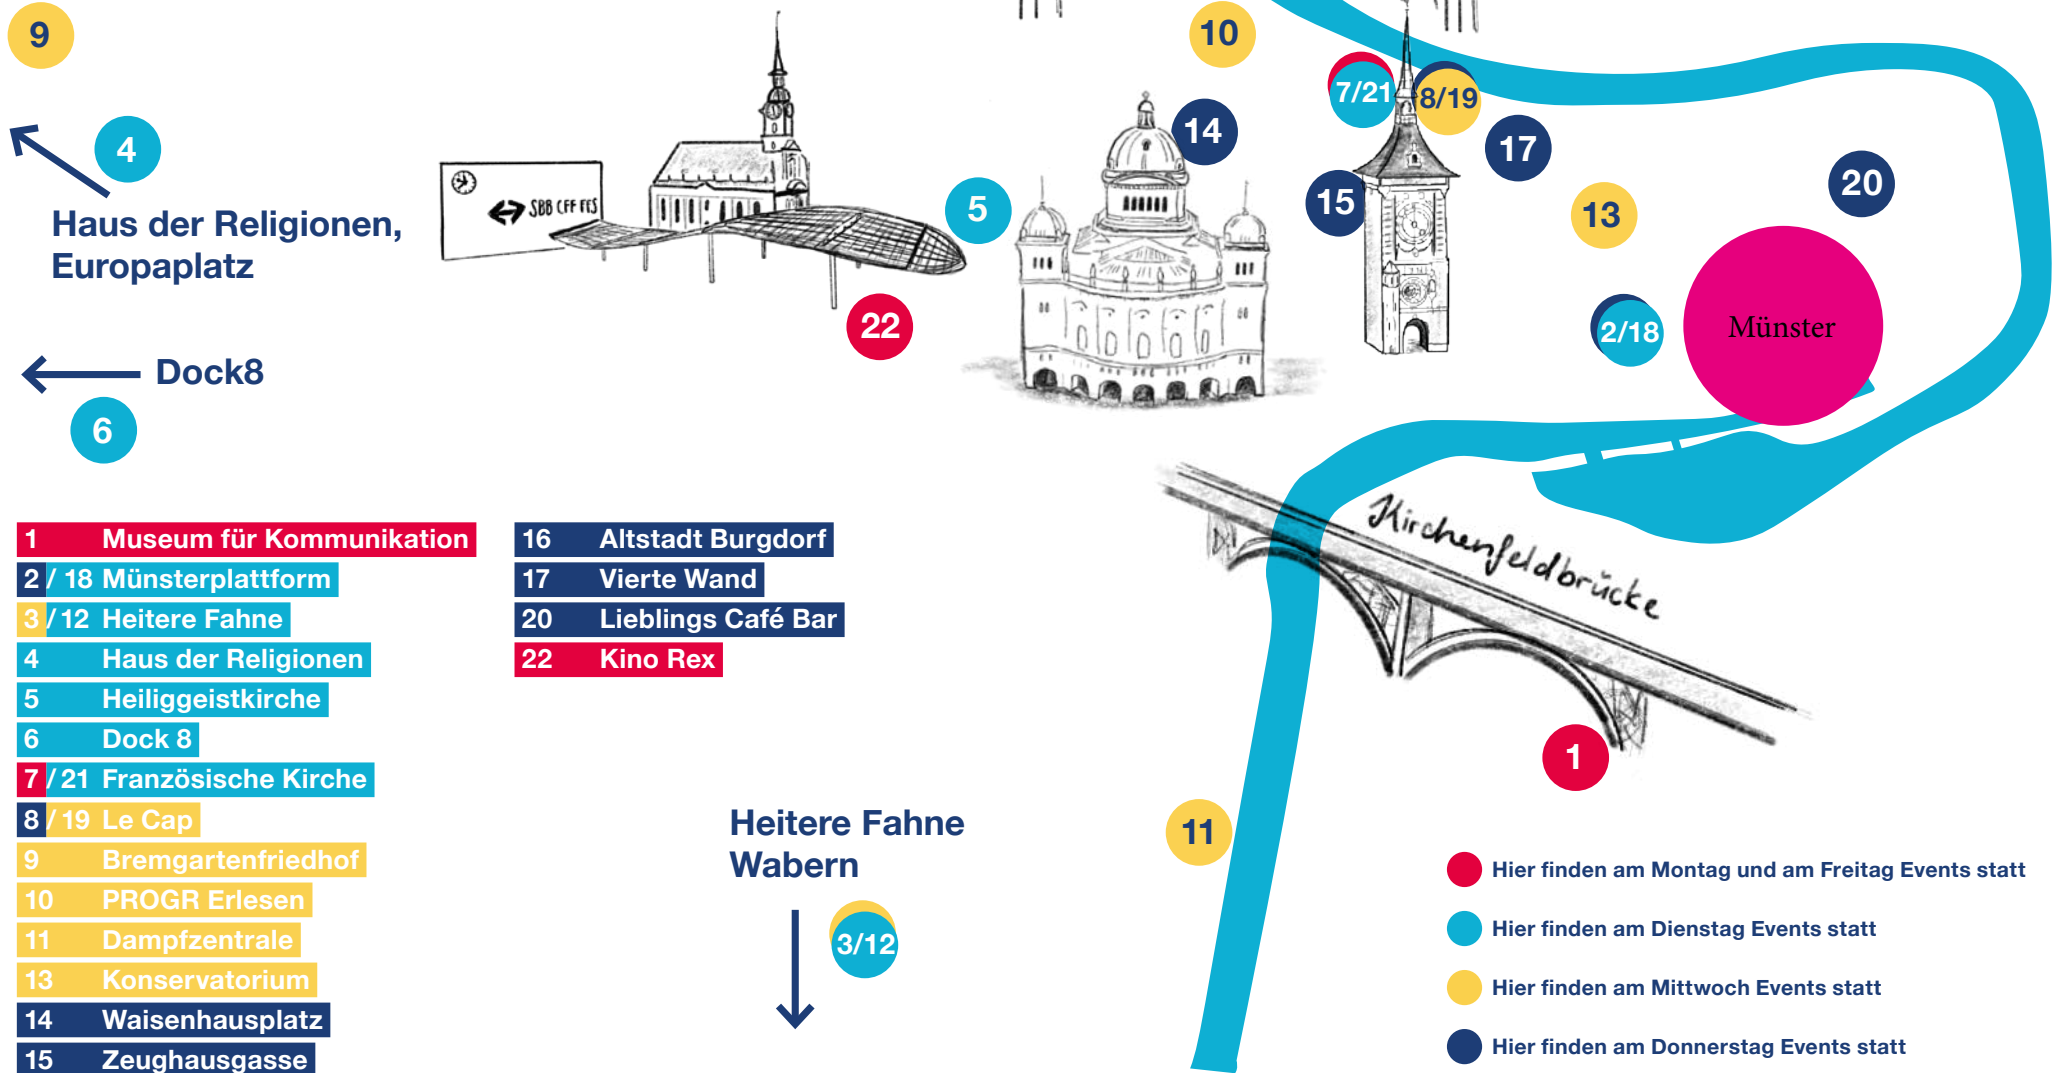 9
10
7/21
8/19
4
14
17
Haus der Religionen,
Europaplatz
SBB CFF FFS
5
15
13
20
22
2/18
Münster
Dock8
6
Kirchenfeldbrücke
1 Museum für Kommunikation
2 / 18 Münsterplattform
3 / 12 Heitere Fahne
4 Haus der Religionen
5 Heiliggeistkirche
6 Dock 8
7 / 21 Französische Kirche
8 / 19 Le Cap
9 Bremgartenfriedhof
10 PROGR Erlesen
11 Dampfzentrale
13 Konservatorium
14 Waisenhausplatz
15 Zeughausgasse
16 Altstadt Burgdorf
17 Vierte Wand
20 Lieblings Café Bar
22 Kino Rex
1
11
Heitere Fahne
Wabern
3/12
Hier finden am Montag und am Freitag Events statt
Hier finden am Dienstag Events statt
Hier finden am Mittwoch Events statt
Hier finden am Donnerstag Events statt